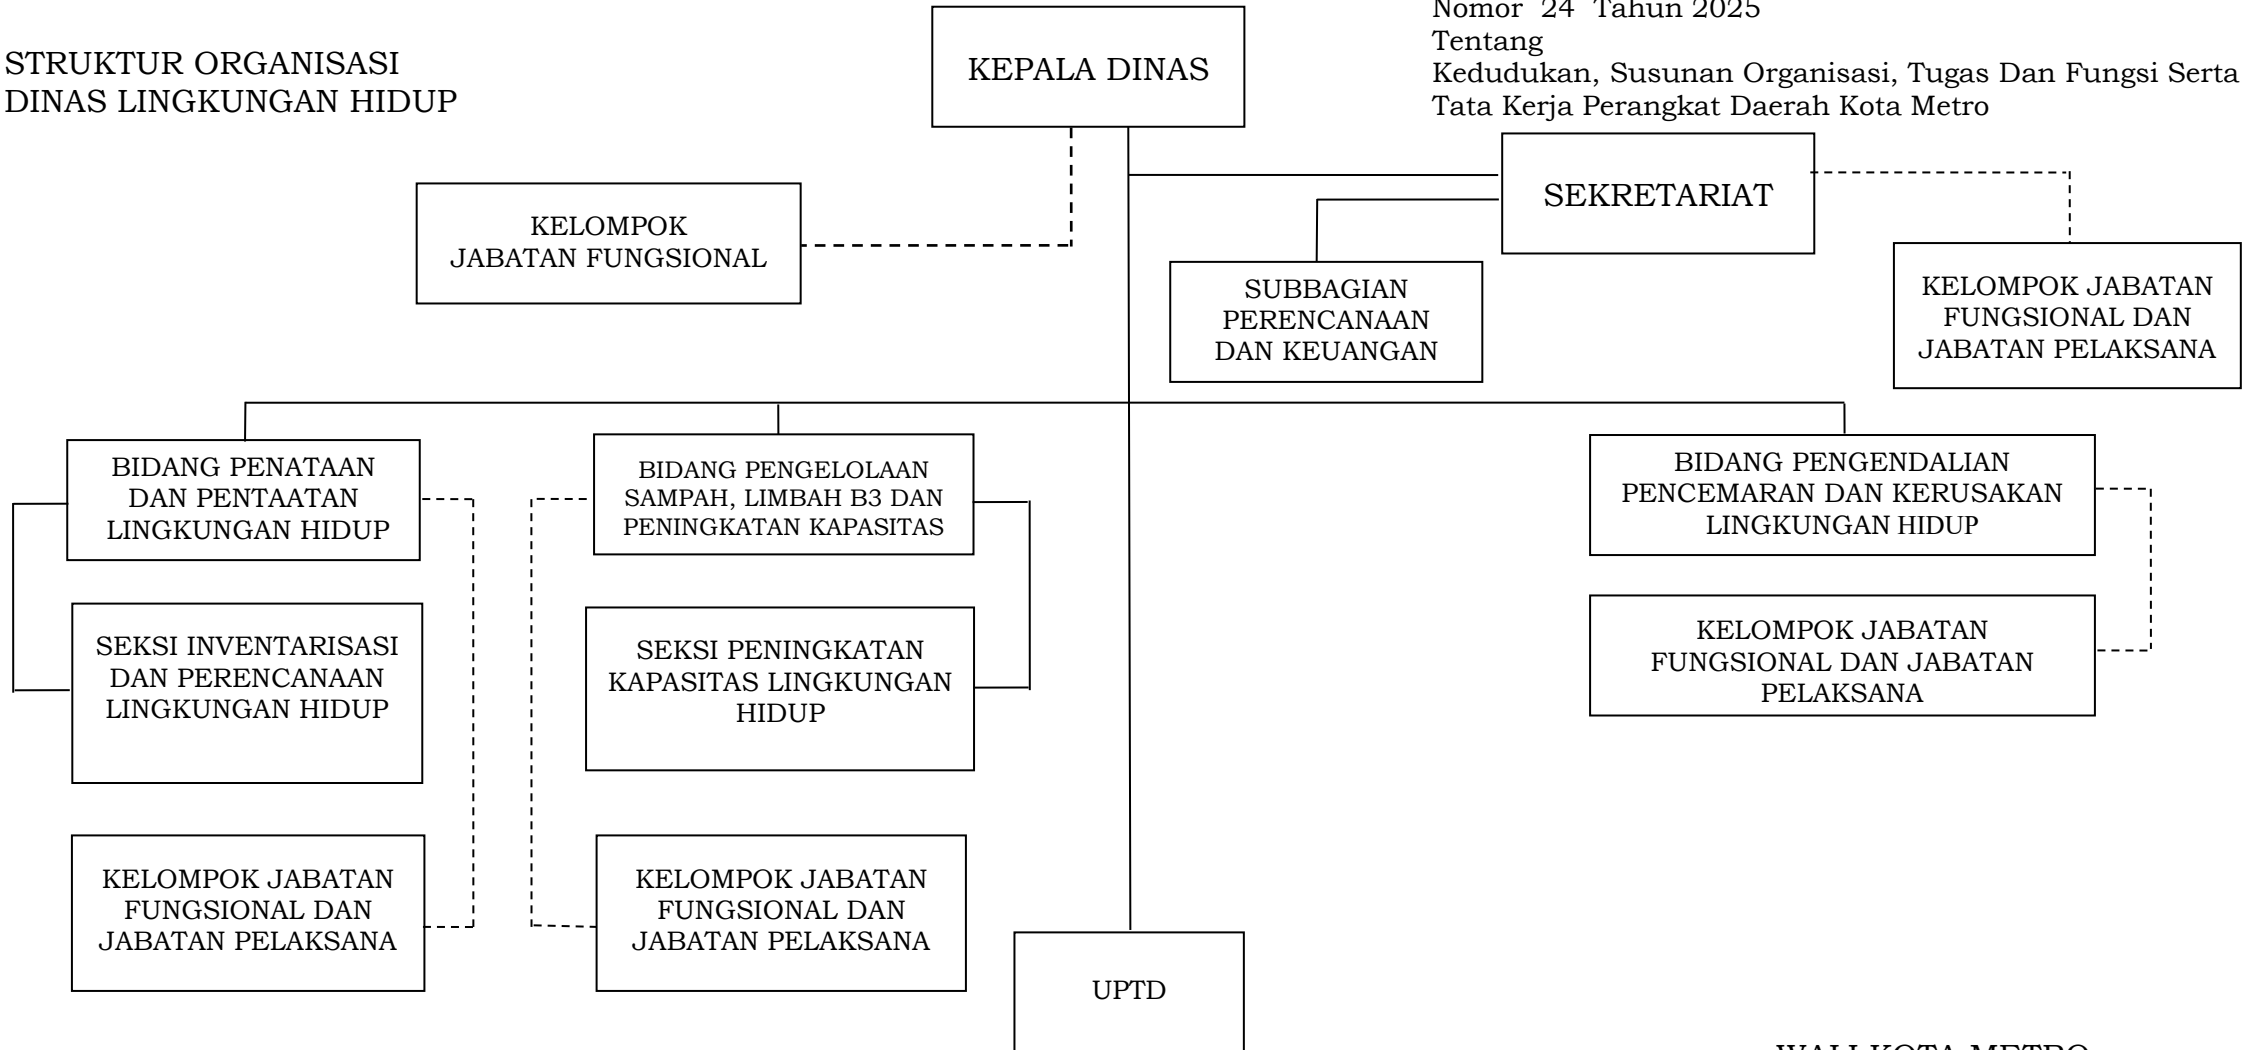 Nomor 24 Tahun 2025
Tentang
Kedudukan, Susunan Organisasi, Tugas Dan Fungsi Serta
Tata Kerja Perangkat Daerah Kota Metro
STRUKTUR ORGANISASI
DINAS LINGKUNGAN HIDUP
KEPALA DINAS
SEKRETARIAT
KELOMPOK
JABATAN FUNGSIONAL
SUBBAGIAN
PERENCANAAN
DAN KEUANGAN
KELOMPOK JABATAN
FUNGSIONAL DAN
JABATAN PELAKSANA
BIDANG PENATAAN
DAN PENTAATAN
LINGKUNGAN HIDUP
BIDANG PENGELOLAAN
SAMPAH, LIMBAH B3 DAN
PENINGKATAN KAPASITAS
BIDANG PENGENDALIAN
PENCEMARAN DAN KERUSAKAN
LINGKUNGAN HIDUP
SEKSI INVENTARISASI
DAN PERENCANAAN
LINGKUNGAN HIDUP
SEKSI PENINGKATAN
KAPASITAS LINGKUNGAN
HIDUP
KELOMPOK JABATAN
FUNGSIONAL DAN JABATAN
PELAKSANA
KELOMPOK JABATAN
FUNGSIONAL DAN
JABATAN PELAKSANA
KELOMPOK JABATAN
FUNGSIONAL DAN
JABATAN PELAKSANA
UPTD
WALI KOTA METRO